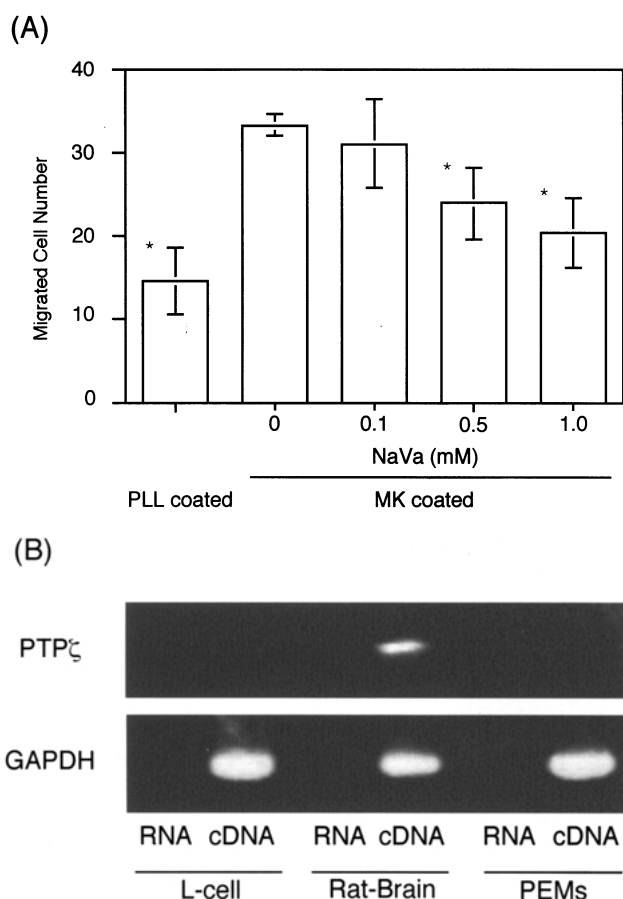 (A)
Migrated Cell Number
40
30
20
10
0
*
*
*
0 0.1 0.5 1.0
NaVa (mM)
PLL coated MK coated
(B)
PTPζ
GAPDH
RNA cDNA RNA cDNA RNA cDNA
L-cell Rat-Brain PEMs